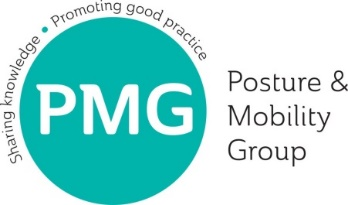 Sharing knowledge • Promoting good practice
PMG
Posture &
Mobility
Group